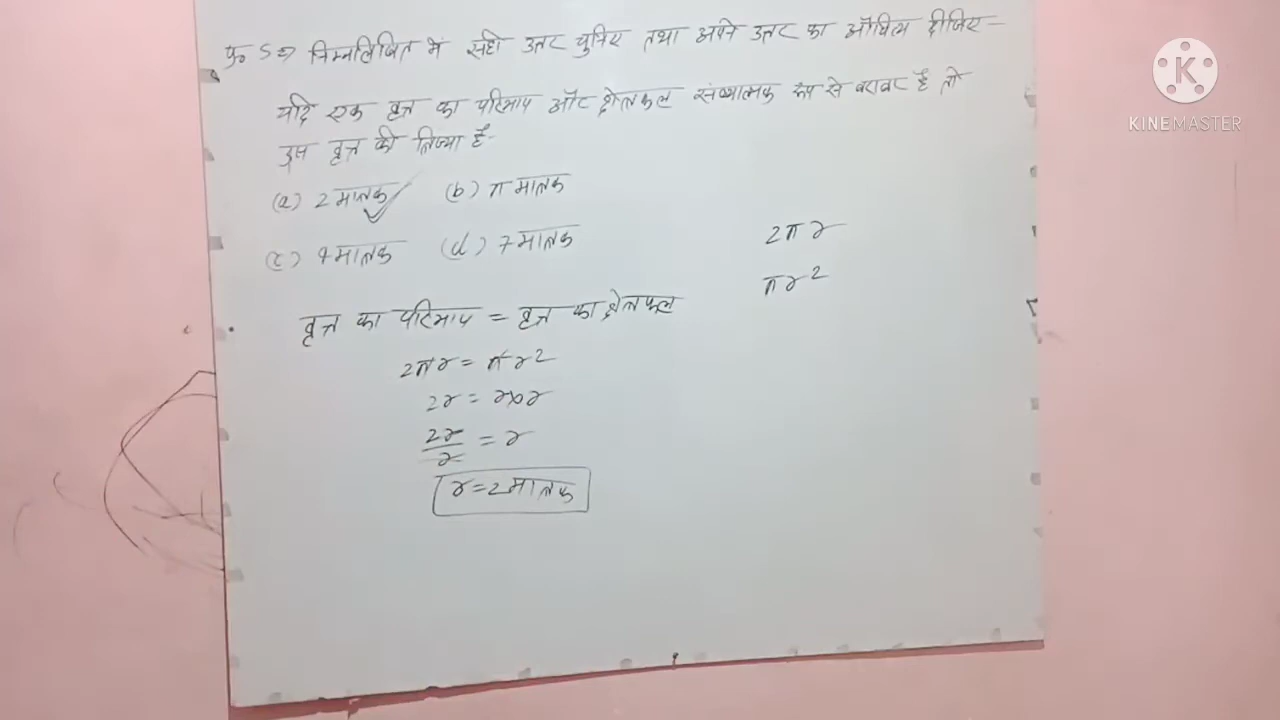 प्र० 5 => निम्नलिखित में सही उत्तर चुनिए तथा अपने उत्तर का औचित्य दीजिए -
यदि एक वृत्त का परिमाप और क्षेत्रफल संख्यात्मक रूप से बराबर है तो
उस वृत्त की त्रिज्या है-
(a) 2 मात्रक (b) π मात्रक
(c) 4 मात्रक (d) 7 मात्रक
2πr
πr²
वृत्त का परिमाप = वृत्त का क्षेत्रफल
2πr = πr²
2r = r×r
2r/r = r
r = 2 मात्रक
KINEMASTER